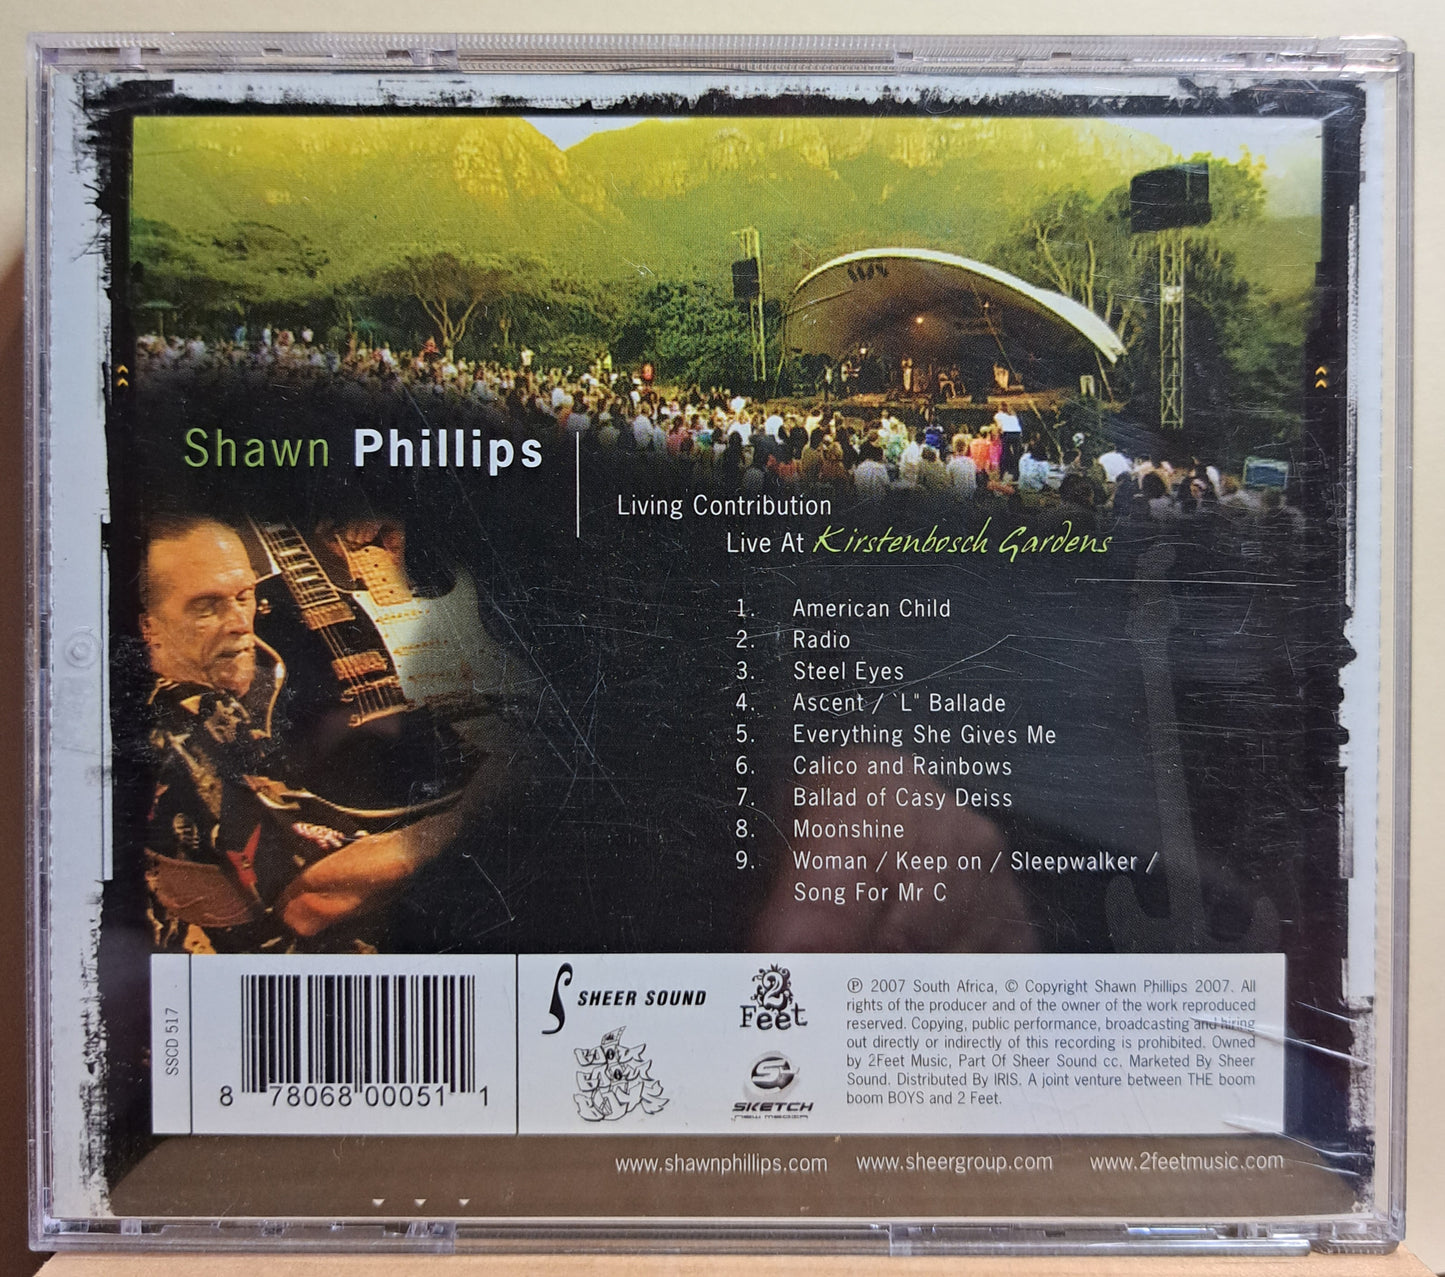 Shawn Phillips
Living Contribution
Live At Kirstenbosch Gardens
1. American Child
2. Radio
3. Steel Eyes
4. Ascent / `L" Ballade
5. Everything She Gives Me
6. Calico and Rainbows
7. Ballad of Casy Deiss
8. Moonshine
9. Woman / Keep on / Sleepwalker /
Song For Mr C
SSCD 517
8 78068 00051 1
SHEER SOUND
2
Feet
SKETCH
NEW MEDIA
℗ 2007 South Africa, © Copyright Shawn Phillips 2007. All
rights of the producer and of the owner of the work reproduced
reserved. Copying, public performance, broadcasting and hiring
out directly or indirectly of this recording is prohibited. Owned
by 2Feet Music, Part Of Sheer Sound cc. Marketed By Sheer
Sound. Distributed By IRIS. A joint venture between THE boom
boom BOYS and 2 Feet.
www.shawnphillips.com www.sheergroup.com www.2feetmusic.com